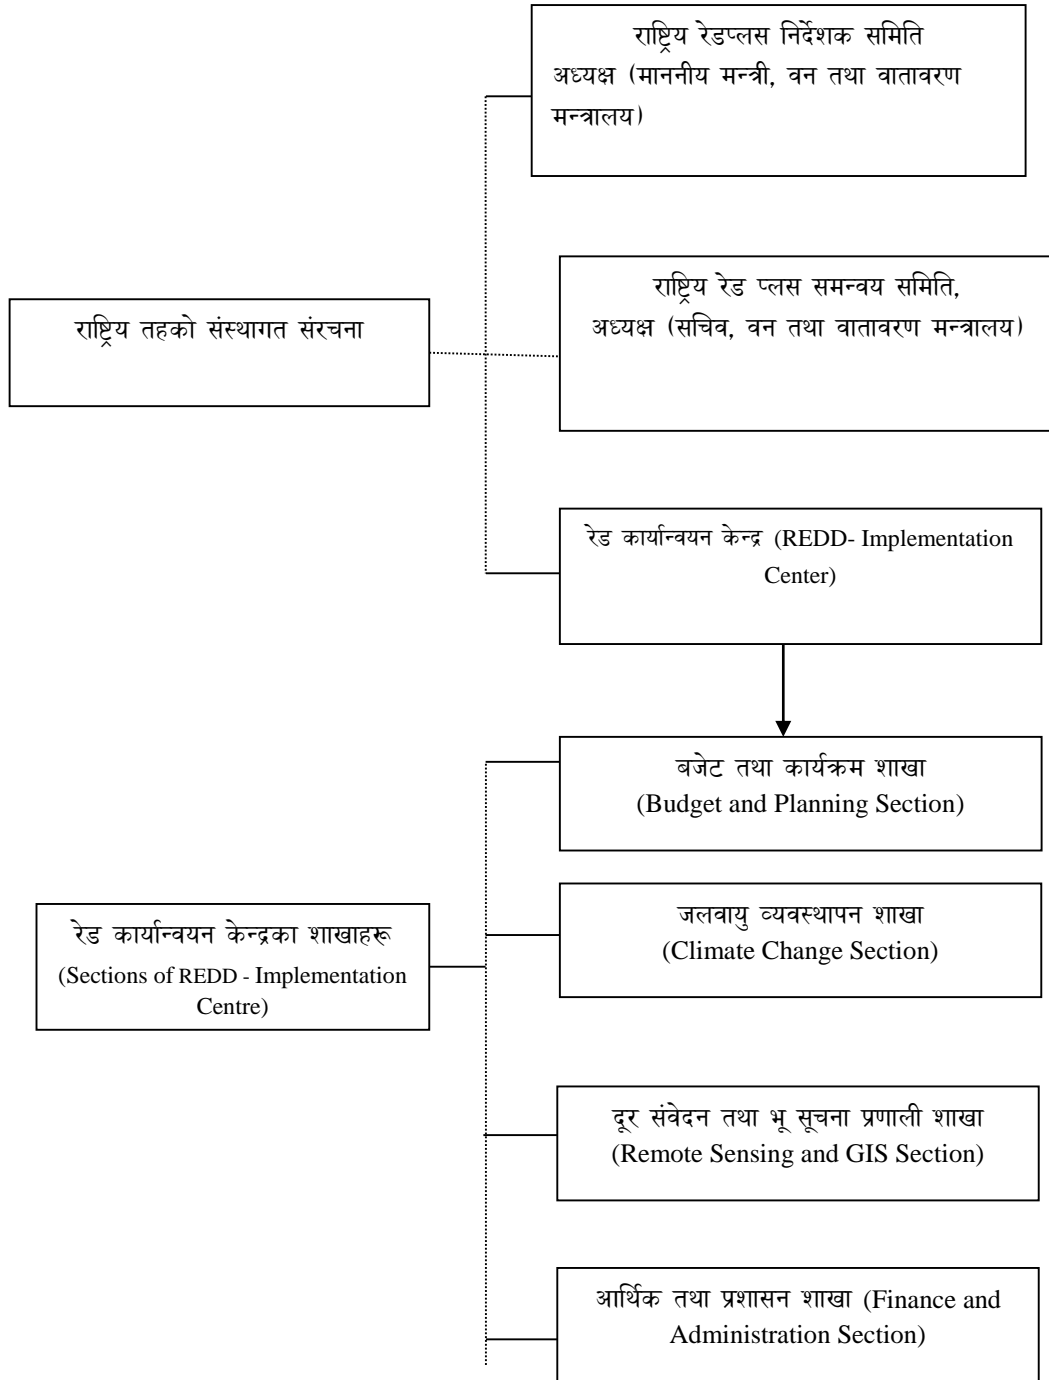 राष्ट्रिय रेडप्लस निर्देशक समिति
अध्यक्ष (माननीय मन्त्री, वन तथा वातावरण
मन्त्रालय)
राष्ट्रिय तहको संस्थागत संरचना
राष्ट्रिय रेड प्लस समन्वय समिति,
अध्यक्ष (सचिव, वन तथा वातावरण मन्त्रालय)
रेड कार्यान्वयन केन्द्र (REDD- Implementation
Center)
बजेट तथा कार्यक्रम शाखा
(Budget and Planning Section)
रेड कार्यान्वयन केन्द्रका शाखाहरू
(Sections of REDD - Implementation
Centre)
जलवायु व्यवस्थापन शाखा
(Climate Change Section)
दूर संवेदन तथा भू सूचना प्रणाली शाखा
(Remote Sensing and GIS Section)
आर्थिक तथा प्रशासन शाखा (Finance and
Administration Section)